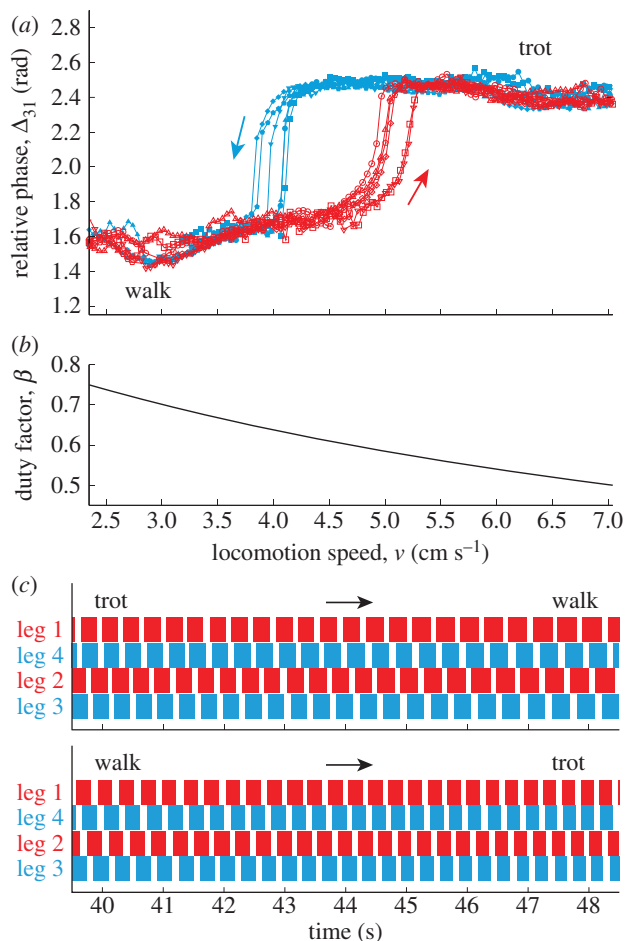 (a)
2.8
2.6
2.4
2.2
2.0
1.8
1.6
1.4
1.2
relative phase, Δ31 (rad)
trot
walk
(b)
0.8
0.7
0.6
0.5
duty factor, β
2.5 3.0 3.5 4.0 4.5 5.0 5.5 6.0 6.5 7.0
locomotion speed, v (cm s–1)
(c)
trot walk
leg 1
leg 4
leg 2
leg 3
walk trot
leg 1
leg 4
leg 2
leg 3
40 41 42 43 44 45 46 47 48
time (s)